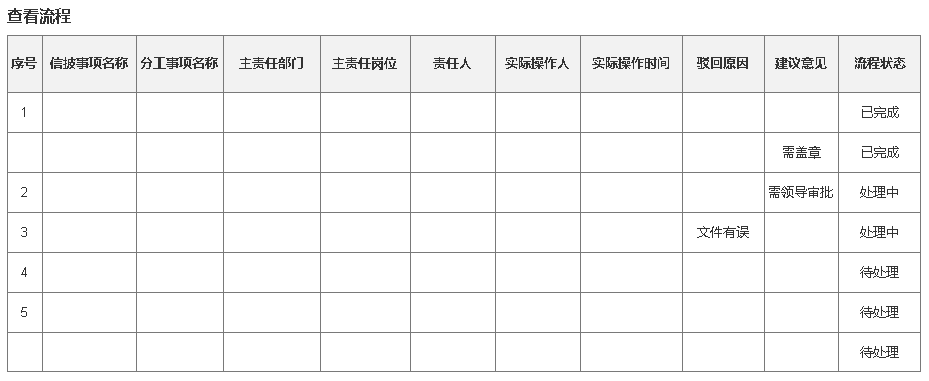 查看流程
序号 信披事项名称 分工事项名称 主责任部门 主责任岗位 责任人 实际操作人 实际操作时间 驳回原因 建议意见 流程状态
1 已完成
需盖章 已完成
2 需领导审批 处理中
3 文件有误 处理中
4 待处理
5 待处理
待处理